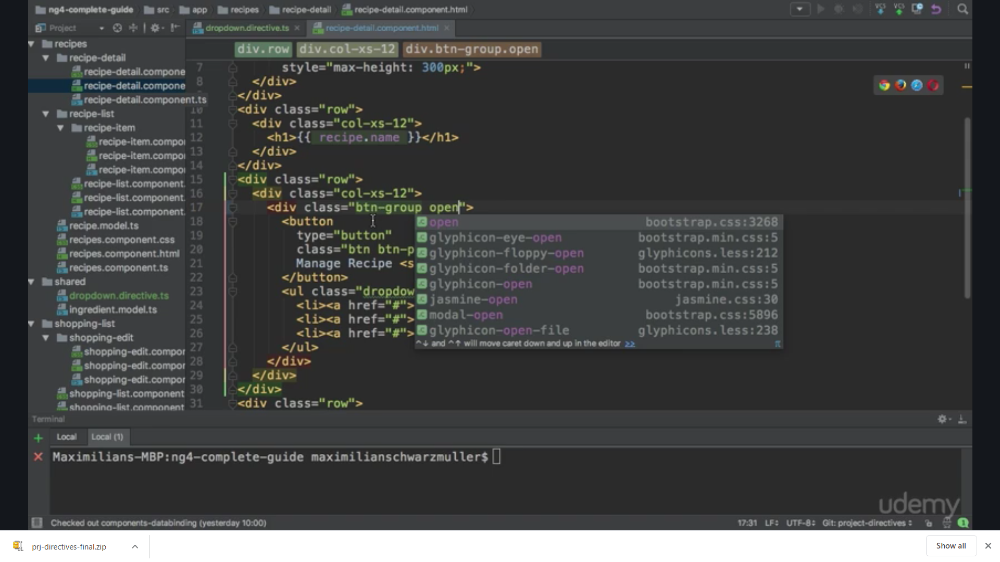 ng4-complete-guide src app recipes recipe-detail recipe-detail.component.html
Project
dropdown.directive.ts
recipe-detail.component.html
recipes
recipe-detail
recipe-detail.compone
recipe-detail.compone
recipe-detail.component.ts
recipe-list
recipe-item
recipe-item.compo
recipe-item.compo
recipe-item.compo
recipe-list.component.
recipe-list.component.
recipe-list.component.
recipe.model.ts
recipes.component.css
recipes.component.html
recipes.component.ts
shared
dropdown.directive.ts
ingredient.model.ts
shopping-list
shopping-edit
shopping-edit.compor
shopping-edit.compor
shopping-edit.compor
shopping-list.component
shopping-list.component
div.row div.col-xs-12 div.btn-group.open
7 style="max-height: 300px;">
8 </div>
</div>
10 <div class="row">
11 <div class="col-xs-12">
12 <h1>{{ recipe.name }}</h1>
13 </div>
14 </div>
15 <div class="row">
16 <div class="col-xs-12">
17 <div class="btn-group open">
18 <button
19 type="button"
20 class="btn btn-p
21 Manage Recipe <s
22 </button>
23 <ul class="dropdow
24 <li><a href="#">
25 <li><a href="#">
26 <li><a href="#">
27 </ul>
28 </div>
29 </div>
30 </div>
31 <div class="row">
open bootstrap.css:3268
glyphicon-eye-open bootstrap.min.css:5
glyphicon-floppy-open glyphicons.less:212
glyphicon-folder-open bootstrap.min.css:5
glyphicon-open bootstrap.min.css:5
jasmine-open jasmine.css:30
modal-open bootstrap.css:5896
glyphicon-open-file glyphicons.less:238
^↓ and ^↑ will move caret down and up in the editor >> π
Terminal
Local Local (1)
Maximilians-MBP:ng4-complete-guide maximilianschwarzmuller$
udemy
Checked out components-databinding (yesterday 10:00)
17:31 LF UTF-8 Git: project-directives 1
prj-directives-final.zip
Show all